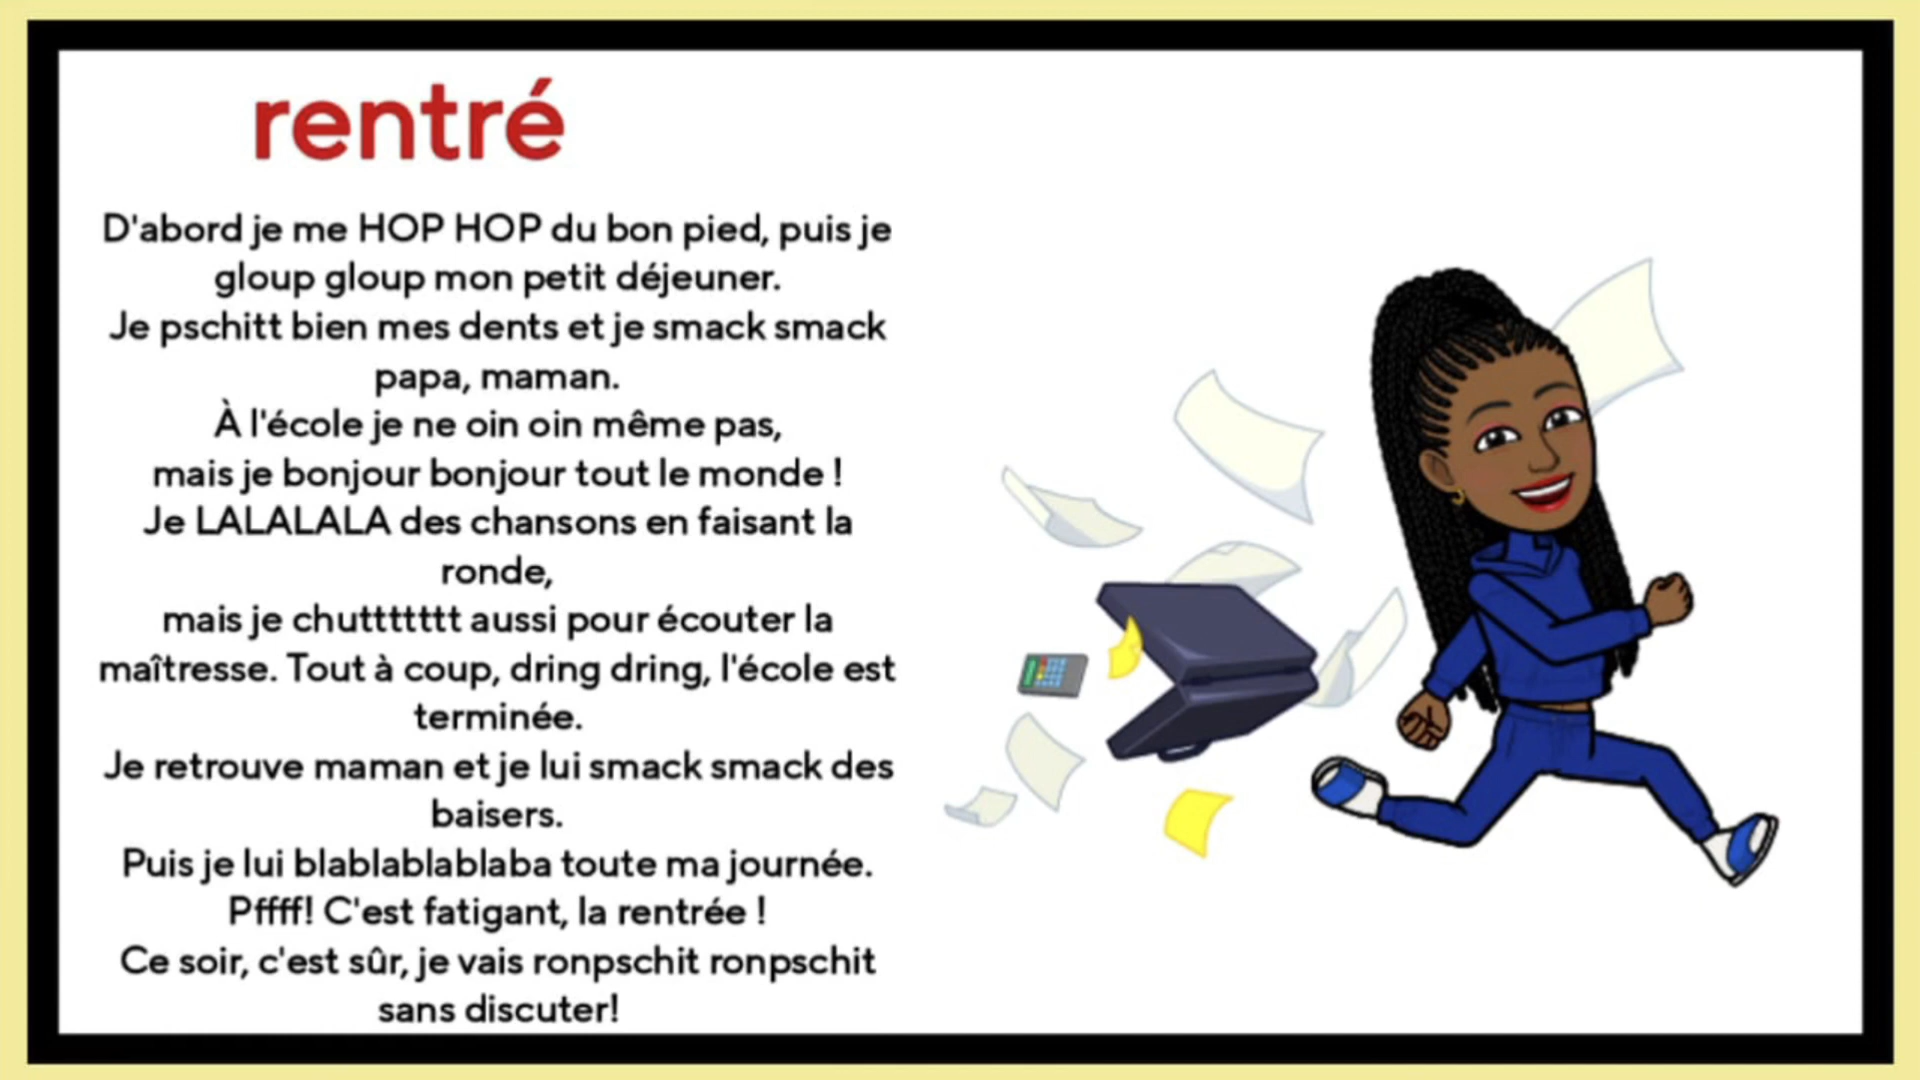 rentré
D'abord je me HOP HOP du bon pied, puis je
gloup gloup mon petit déjeuner.
Je pschitt bien mes dents et je smack smack
papa, maman.
À l'école je ne oin oin même pas,
mais je bonjour bonjour tout le monde !
Je LALALALA des chansons en faisant la
ronde,
mais je chuttttttt aussi pour écouter la
maîtresse. Tout à coup, dring dring, l'école est
terminée.
Je retrouve maman et je lui smack smack des
baisers.
Puis je lui blablablablaba toute ma journée.
Pffff! C'est fatigant, la rentrée !
Ce soir, c'est sûr, je vais ronpschit ronpschit
sans discuter!